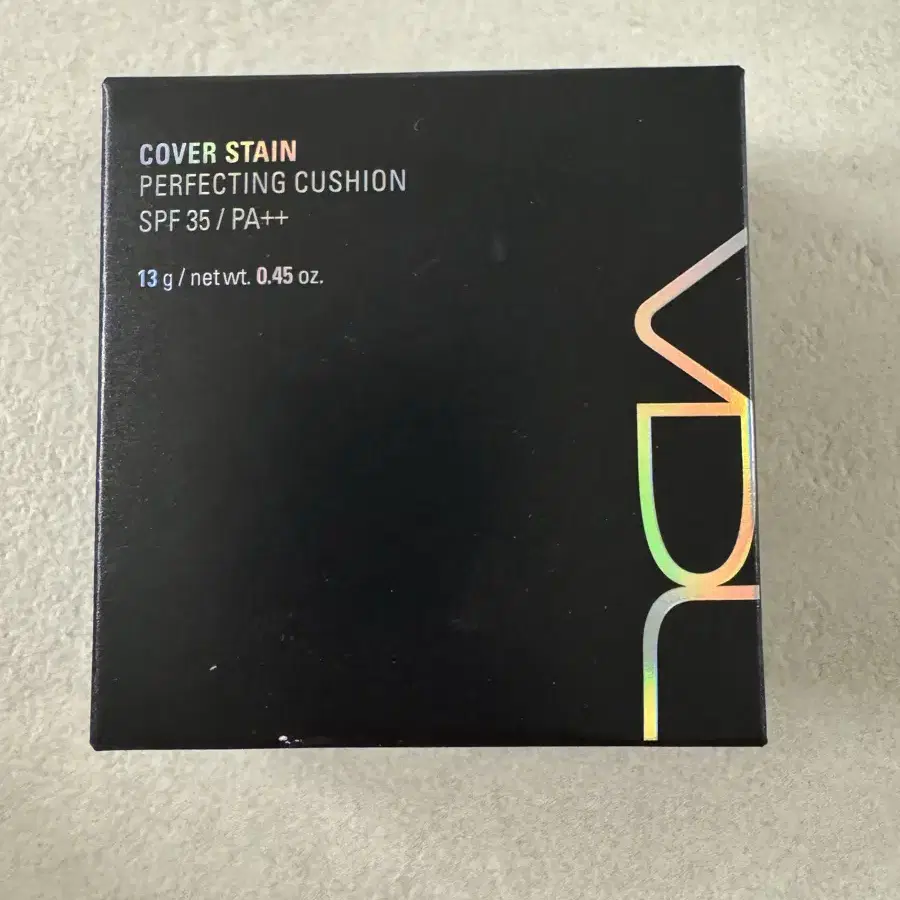 COVER STAIN
PERFECTING CUSHION
SPF 35 / PA++
13 g / net wt. 0.45 oz.
VDL